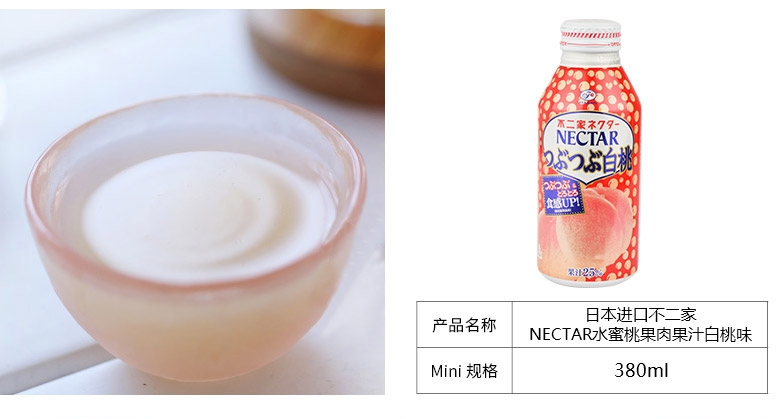 不二家ネクター
NECTAR
つぶつぶ白桃
つぶつぶ&
とろとろ
食感UP!
果汁25%
产品名称
日本进口不二家
NECTAR水蜜桃果肉果汁白桃味
Mini 规格
380ml